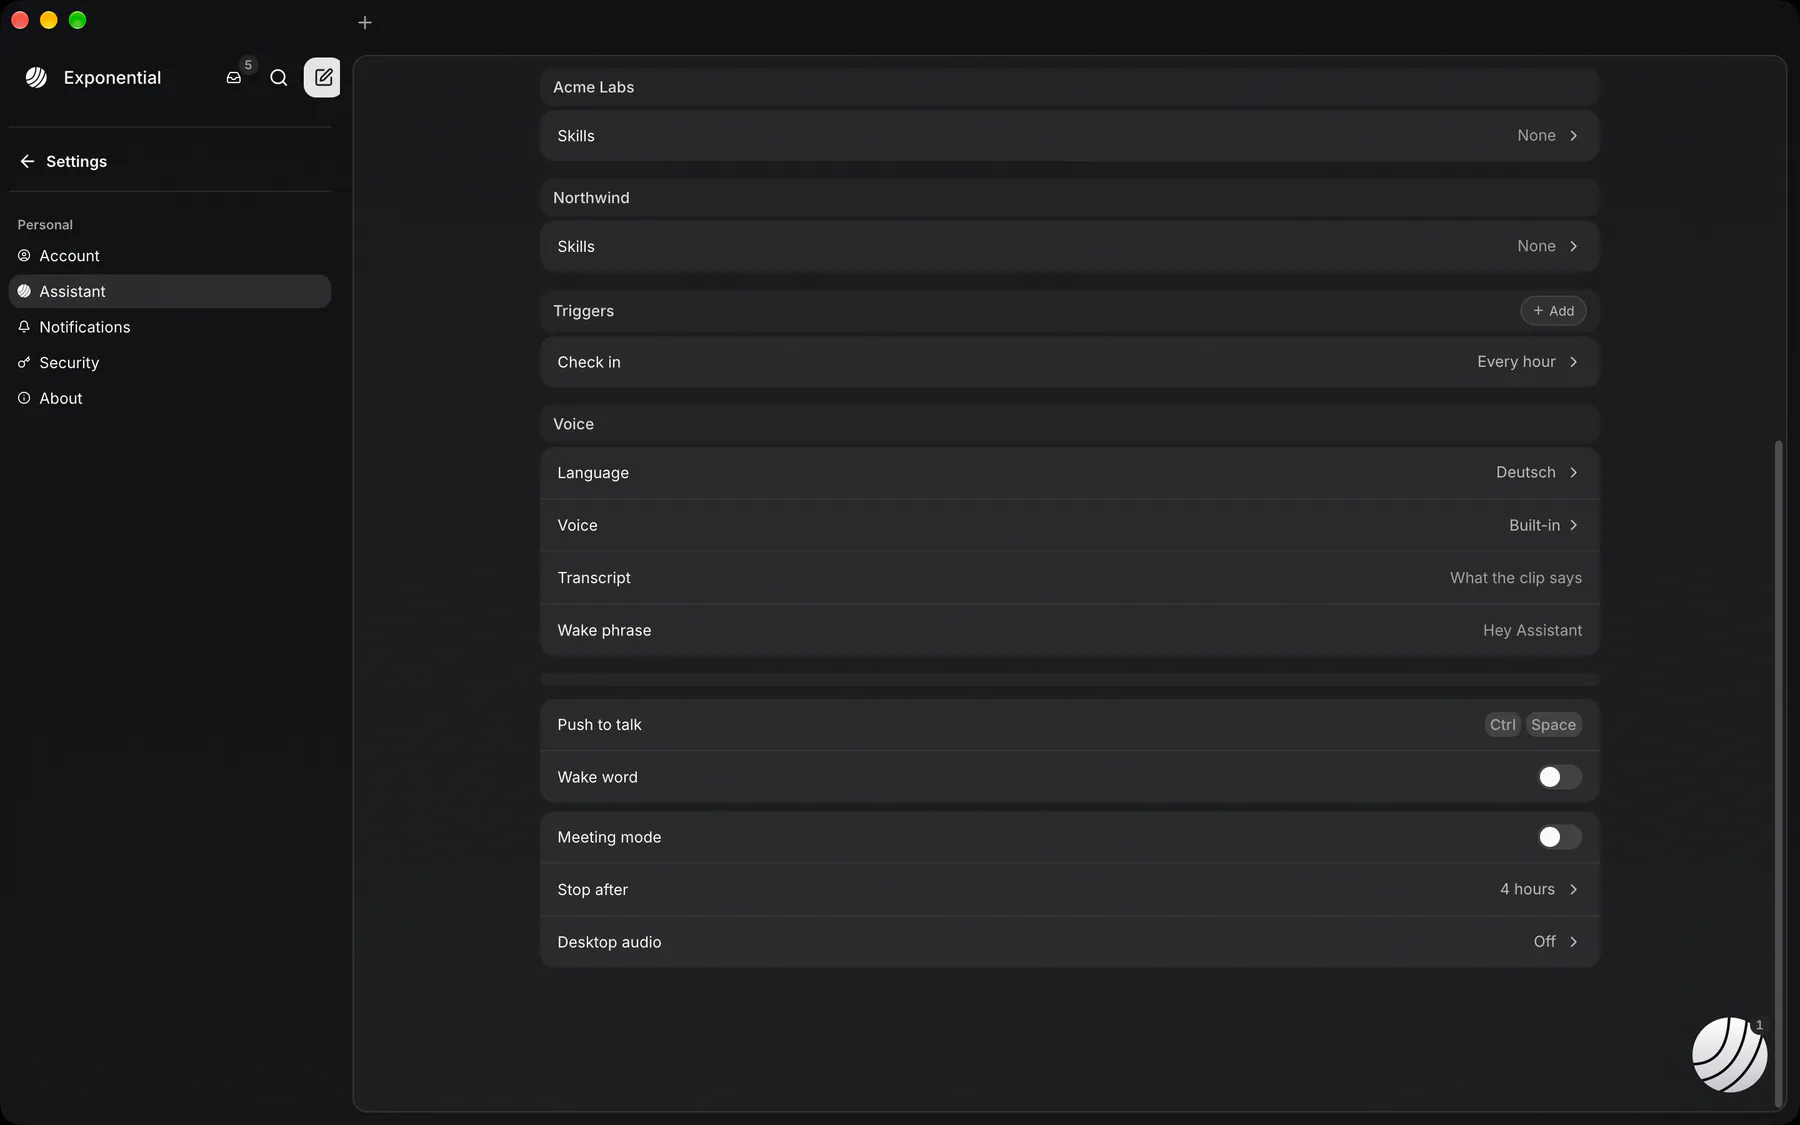 Exponential
5
Settings
Personal
Account
Assistant
Notifications
Security
About
Acme Labs
Skills None
Northwind
Skills None
Triggers + Add
Check in Every hour
Voice
Language Deutsch
Voice Built-in
Transcript What the clip says
Wake phrase Hey Assistant
Push to talk Ctrl Space
Wake word
Meeting mode
Stop after 4 hours
Desktop audio Off
1